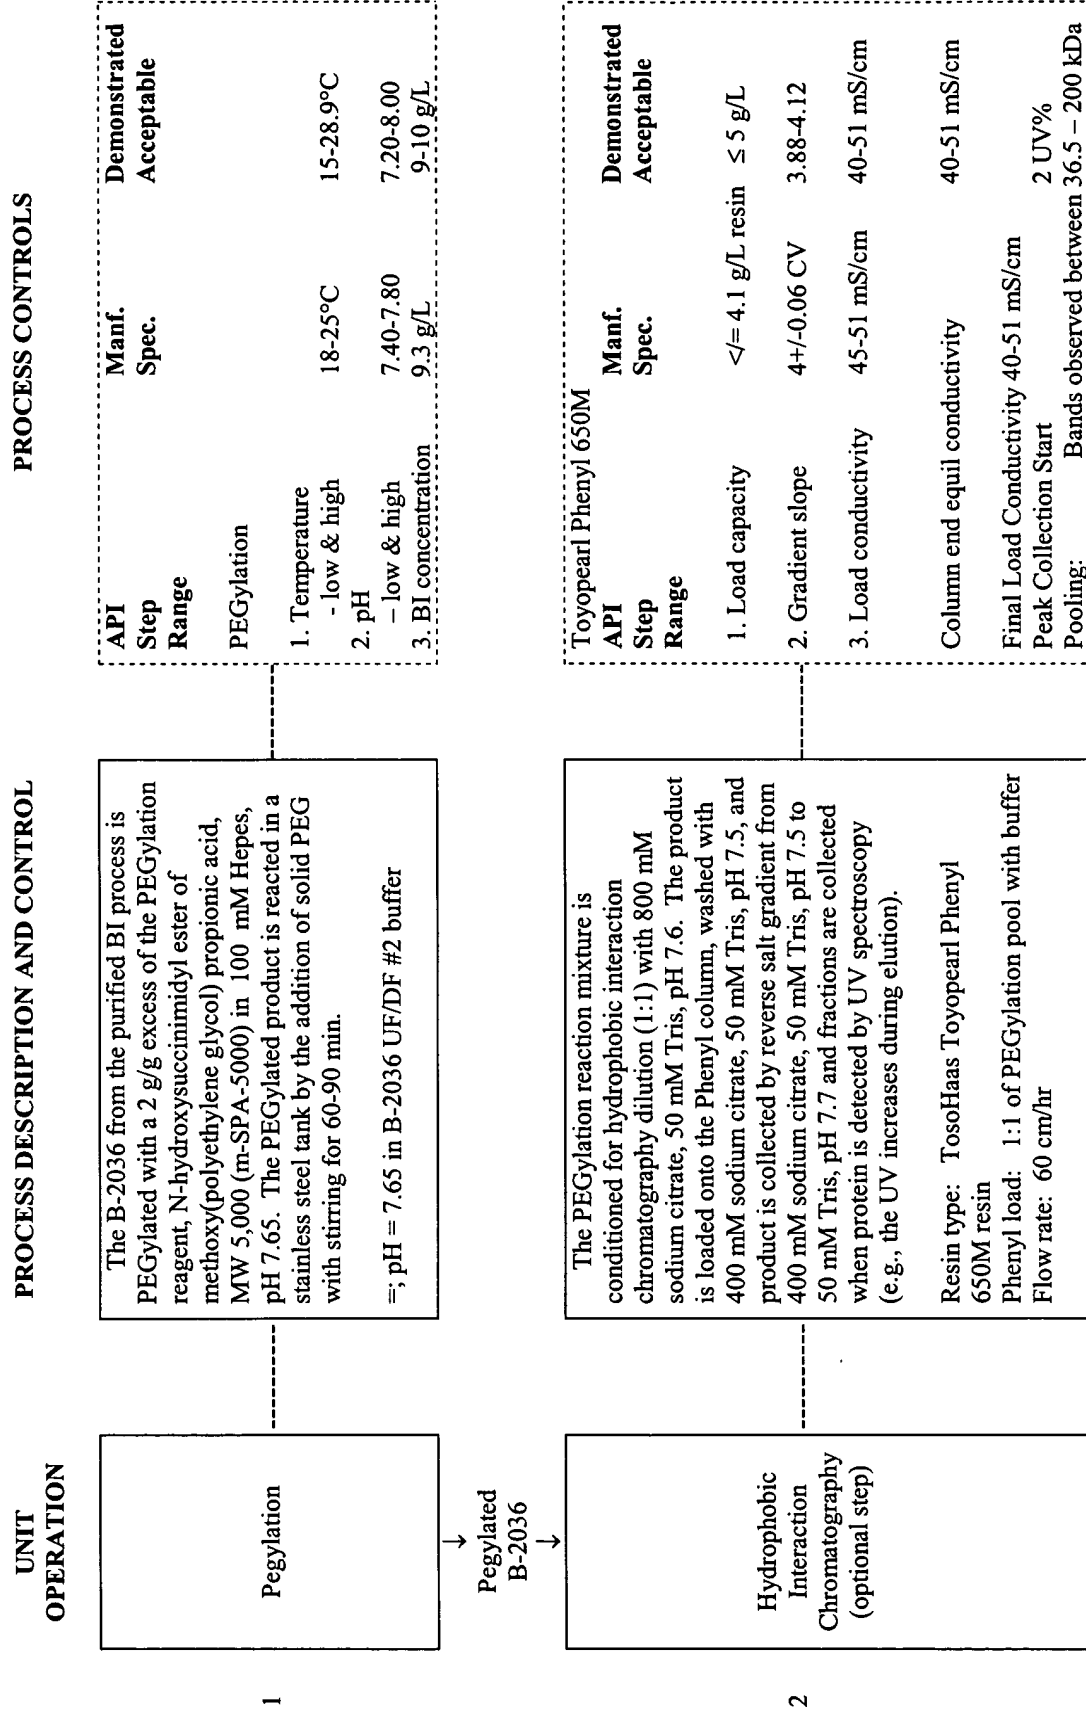 UNIT
OPERATION
PROCESS DESCRIPTION AND CONTROL
PROCESS CONTROLS
1
Pegylation
The B-2036 from the purified BI process is
PEGylated with a 2 g/g excess of the PEGylation
reagent, N-hydroxysuccinimidyl ester of
methoxy(polyethylene glycol) propionic acid,
MW 5,000 (m-SPA-5000) in 100 mM Hepes,
pH 7.65. The PEGylated product is reacted in a
stainless steel tank by the addition of solid PEG
with stirring for 60-90 min.
=; pH = 7.65 in B-2036 UF/DF #2 buffer
API Manf. Demonstrated
Step Spec. Acceptable
Range
PEGylation
1. Temperature
- low & high 18-25°C 15-28.9°C
2. pH
– low & high 7.40-7.80 7.20-8.00
3. BI concentration 9.3 g/L 9-10 g/L
→ Pegylated
B-2036 →
2
Hydrophobic
Interaction
Chromatography
(optional step)
The PEGylation reaction mixture is
conditioned for hydrophobic interaction
chromatography dilution (1:1) with 800 mM
sodium citrate, 50 mM Tris, pH 7.6. The product
is loaded onto the Phenyl column, washed with
400 mM sodium citrate, 50 mM Tris, pH 7.5, and
product is collected by reverse salt gradient from
400 mM sodium citrate, 50 mM Tris, pH 7.5 to
50 mM Tris, pH 7.7 and fractions are collected
when protein is detected by UV spectroscopy
(e.g., the UV increases during elution).
Resin type: TosoHaas Toyopearl Phenyl
650M resin
Phenyl load: 1:1 of PEGylation pool with buffer
Flow rate: 60 cm/hr
Toyopearl Phenyl 650M
API Manf. Demonstrated
Step Spec. Acceptable
Range
1. Load capacity </= 4.1 g/L resin ≤ 5 g/L
2. Gradient slope 4+/-0.06 CV 3.88-4.12
3. Load conductivity 45-51 mS/cm 40-51 mS/cm
Column end equil conductivity 40-51 mS/cm
Final Load Conductivity 40-51 mS/cm
Peak Collection Start 2 UV%
Pooling: Bands observed between 36.5 – 200 kDa